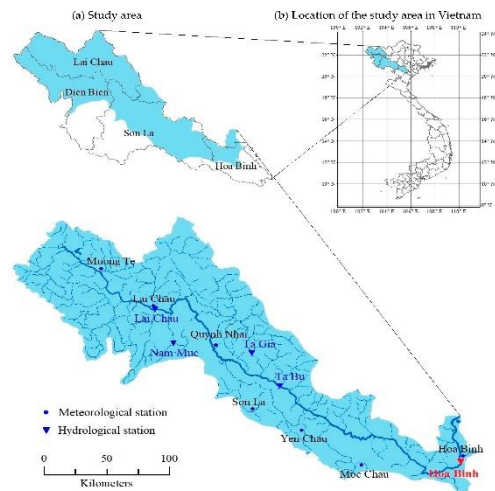 (a) Study area
(b) Location of the study area in Vietnam
Lai Chau
Dien Bien
Son La
Hoa Binh
Muong Te
Lai Chau
Lai Chau
Quynh Nhai
Ta Gia
Nam Muc
Ta Bu
Son La
Yen Chau
Moc Chau
Hoa Binh
Hoa Binh
Meteorological station
Hydrological station
0 50 100
Kilometers